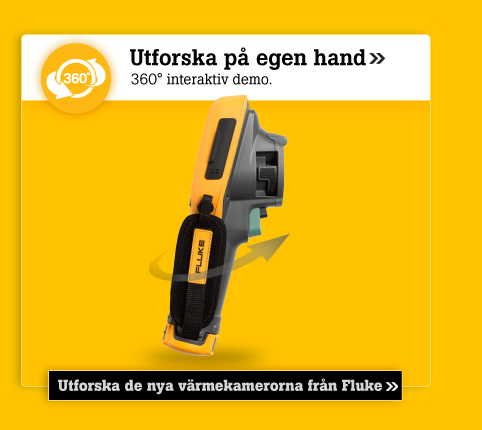 360°
Utforska på egen hand »
360° interaktiv demo.
FLUKE
Utforska de nya värmekamerorna från Fluke »